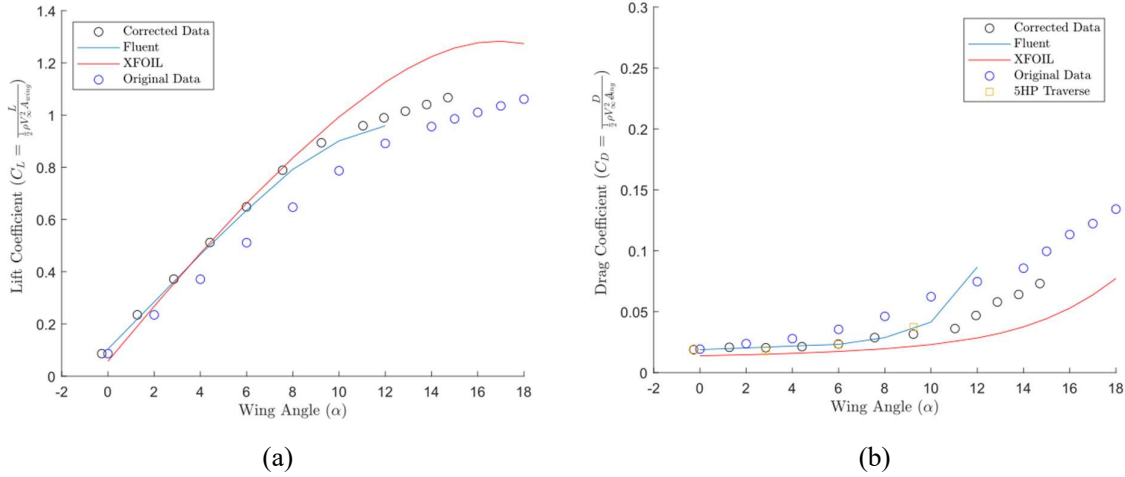 1.4
1.2
1
0.8
0.6
0.4
0.2
0
-2 0 2 4 6 8 10 12 14 16 18
Wing Angle (α)
Lift Coefficient (C_L = L / ½ρV∞²A_wing)
Corrected Data
Fluent
XFOIL
Original Data
(a)
0.3
0.25
0.2
0.15
0.1
0.05
0
-2 0 2 4 6 8 10 12 14 16 18
Wing Angle (α)
Drag Coefficient (C_D = D / ½ρV∞²A_wing)
Corrected Data
Fluent
XFOIL
Original Data
5HP Traverse
(b)